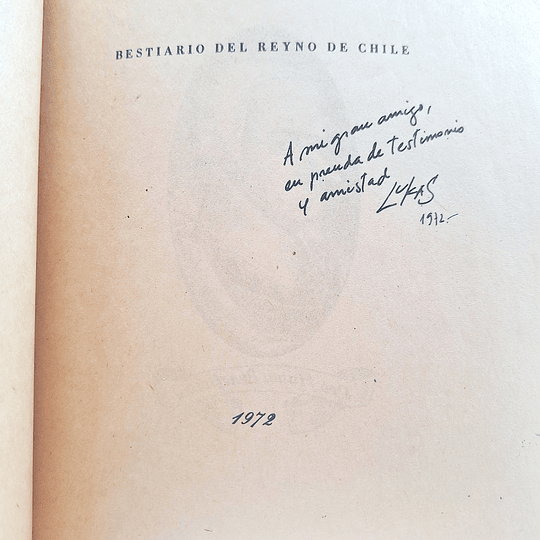 BESTIARIO DEL REYNO DE CHILE
A mi gran amigo,
en prenda de testimonio
y amistad
LUKAS
1972.-
1972